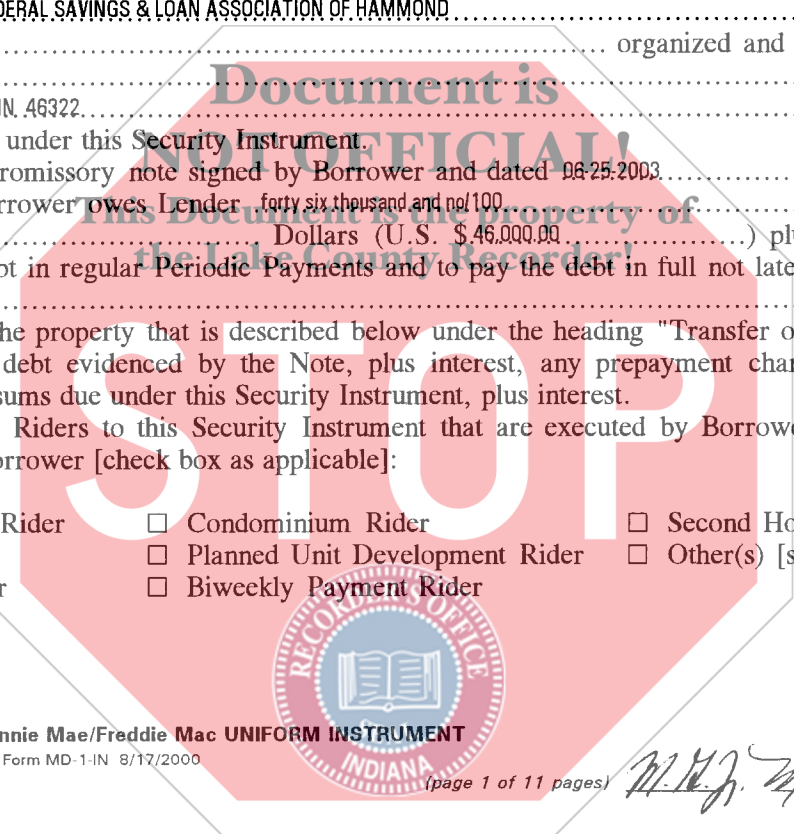 DERAL SAVINGS & LOAN ASSOCIATION OF HAMMOND
organized and
Document is
IN 46322
under this Security Instrument.
NOT OFFICIAL!
romissory note signed by Borrower and dated 06-25-2003
rrower owes Lender forty six thousand and no/100
This Document is the property of
Dollars (U.S. $ 46,000.00 ) pl
the Lake County Recorder!
bt in regular Periodic Payments and to pay the debt in full not late
he property that is described below under the heading "Transfer o
debt evidenced by the Note, plus interest, any prepayment char
sums due under this Security Instrument, plus interest.
STOP
Riders to this Security Instrument that are executed by Borrowe
orrower [check box as applicable]:
Rider ☐ Condominium Rider ☐ Second Ho
☐ Planned Unit Development Rider ☐ Other(s) [s
r ☐ Biweekly Payment Rider
RECORDER'S OFFICE
nnie Mae/Freddie Mac UNIFORM INSTRUMENT
Form MD-1-IN 8/17/2000
INDIANA
(page 1 of 11 pages)